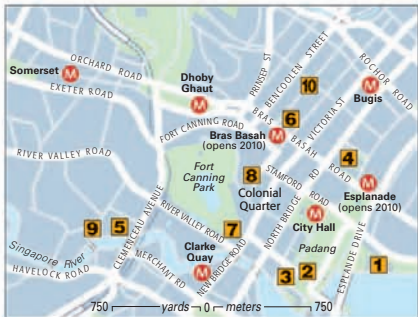 Somerset
M
ORCHARD ROAD
EXETER ROAD
Dhoby
Ghaut
M
PRINSEP ST
BENCOOLEN STREET
10
ROCHOR ROAD
M
Bugis
VICTORIA ST
6
FORT CANNING ROAD
BRAS BASAH ROAD
Bras Basah
(opens 2010)
M
RIVER VALLEY ROAD
Fort
Canning
Park
8
Colonial
Quarter
STAMFORD ROAD
4
M
Esplanade
(opens 2010)
M
City Hall
CLEMENCEAU AVENUE
RIVER VALLEY ROAD
7
NORTH BRIDGE ROAD
Padang
ESPLANADE DRIVE
9
5
Singapore River
HAVELOCK ROAD
MERCHANT RD
Clarke
Quay
M
NEW BRIDGE ROAD
3
2
1
750
yards
0
meters
750